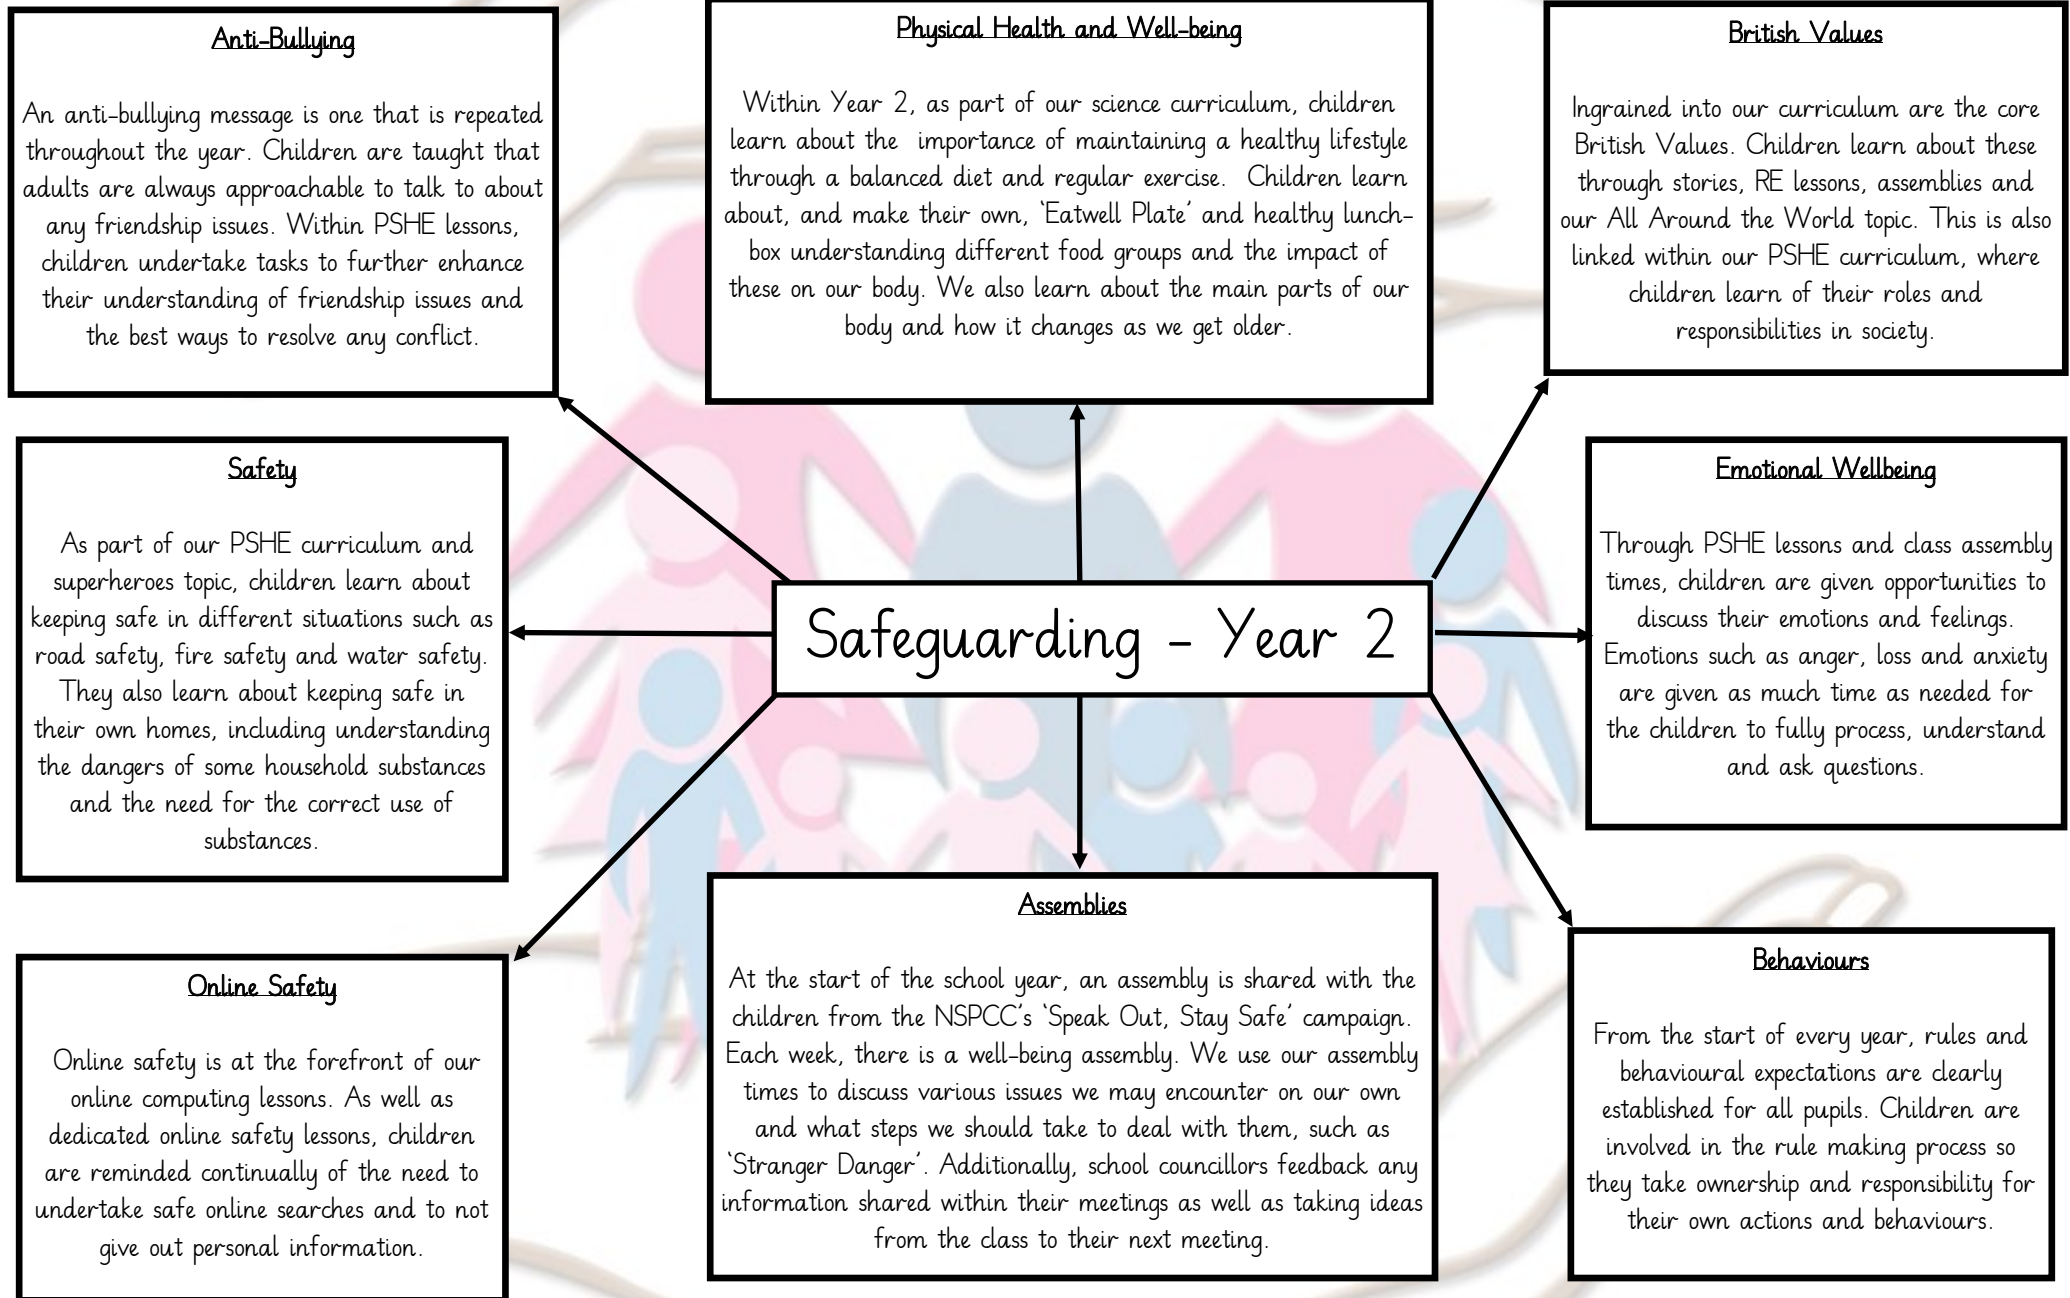 Anti-Bullying
An anti-bullying message is one that is repeated
throughout the year. Children are taught that
adults are always approachable to talk to about
any friendship issues. Within PSHE lessons,
children undertake tasks to further enhance
their understanding of friendship issues and
the best ways to resolve any conflict.
Physical Health and Well-being
Within Year 2, as part of our science curriculum, children
learn about the importance of maintaining a healthy lifestyle
through a balanced diet and regular exercise. Children learn
about, and make their own, 'Eatwell Plate' and healthy lunch-
box understanding different food groups and the impact of
these on our body. We also learn about the main parts of our
body and how it changes as we get older.
British Values
Ingrained into our curriculum are the core
British Values. Children learn about these
through stories, RE lessons, assemblies and
our All Around the World topic. This is also
linked within our PSHE curriculum, where
children learn of their roles and
responsibilities in society.
Safety
As part of our PSHE curriculum and
superheroes topic, children learn about
keeping safe in different situations such as
road safety, fire safety and water safety.
They also learn about keeping safe in
their own homes, including understanding
the dangers of some household substances
and the need for the correct use of
substances.
Safeguarding - Year 2
Emotional Wellbeing
Through PSHE lessons and class assembly
times, children are given opportunities to
discuss their emotions and feelings.
Emotions such as anger, loss and anxiety
are given as much time as needed for
the children to fully process, understand
and ask questions.
Online Safety
Online safety is at the forefront of our
online computing lessons. As well as
dedicated online safety lessons, children
are reminded continually of the need to
undertake safe online searches and to not
give out personal information.
Assemblies
At the start of the school year, an assembly is shared with the
children from the NSPCC's 'Speak Out, Stay Safe' campaign.
Each week, there is a well-being assembly. We use our assembly
times to discuss various issues we may encounter on our own
and what steps we should take to deal with them, such as
'Stranger Danger'. Additionally, school councillors feedback any
information shared within their meetings as well as taking ideas
from the class to their next meeting.
Behaviours
From the start of every year, rules and
behavioural expectations are clearly
established for all pupils. Children are
involved in the rule making process so
they take ownership and responsibility for
their own actions and behaviours.